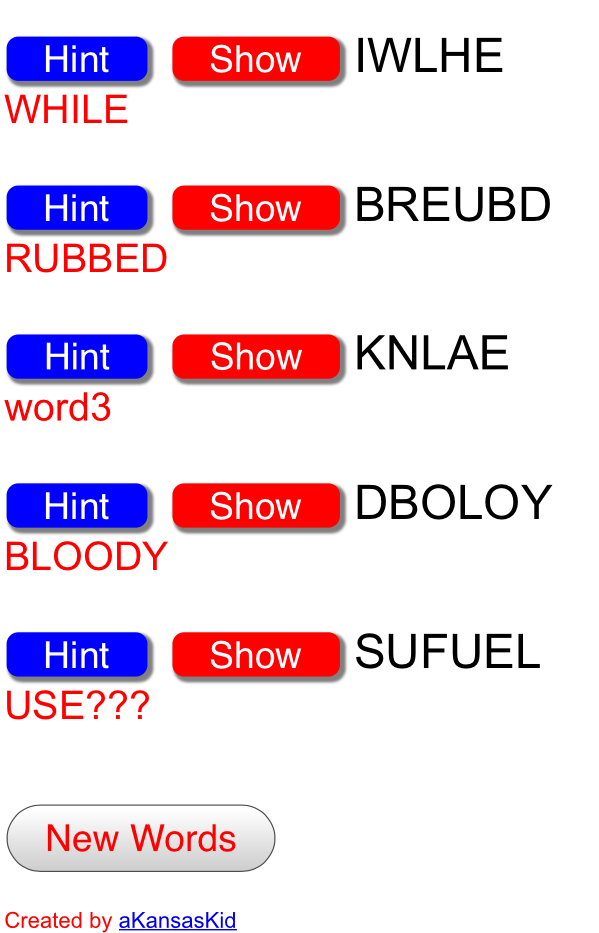 Hint Show IWLHE
WHILE
Hint Show BREUBD
RUBBED
Hint Show KNLAE
word3
Hint Show DBOLOY
BLOODY
Hint Show SUFUEL
USE???
New Words
Created by aKansasKid